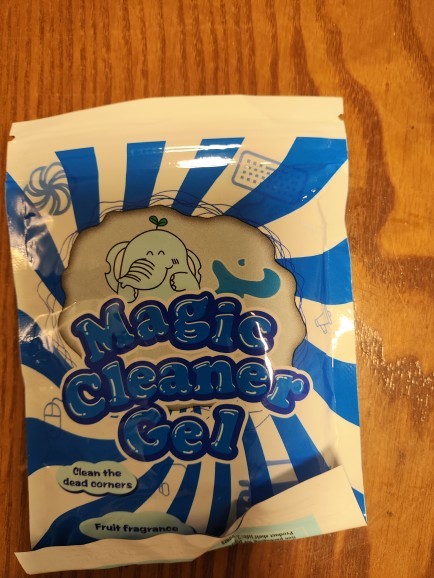 Magic
Cleaner
Gel
Clean the
dead corners
Fruit fragrance